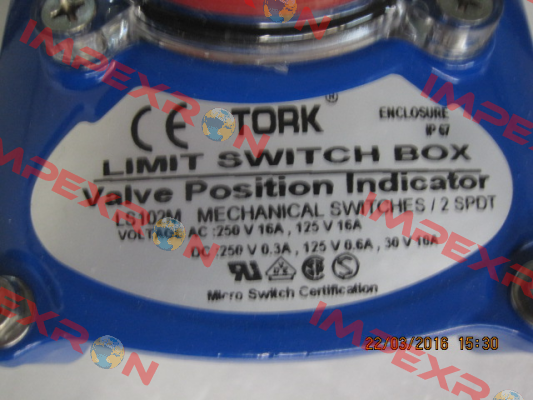 CE TORK ® ENCLOSURE
IP 67
LIMIT SWITCH BOX
Valve Position Indicator
LS102M MECHANICAL SWITCHES / 2 SPDT
VOLTAGE AC :250 V 16A , 125 V 16A
DC :250 V 0.3A , 125 V 0.6A , 30 V 10A
Micro Switch Certification
22/03/2016 15:30
IMPEXRON
IMPEXRON
IMPEXRON
IMPEXRON